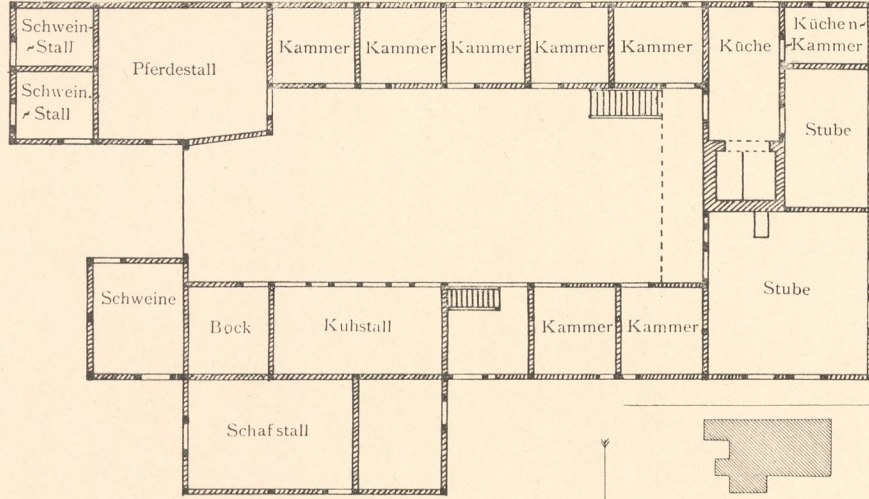 Schwein-
~Stall
Pferdestall
Kammer
Kammer
Kammer
Kammer
Kammer
Küche
Küchen~
~Kammer
Schwein.
~Stall
Stube
Schweine
Bock
Kuhstall
Kammer
Kammer
Stube
Schafstall